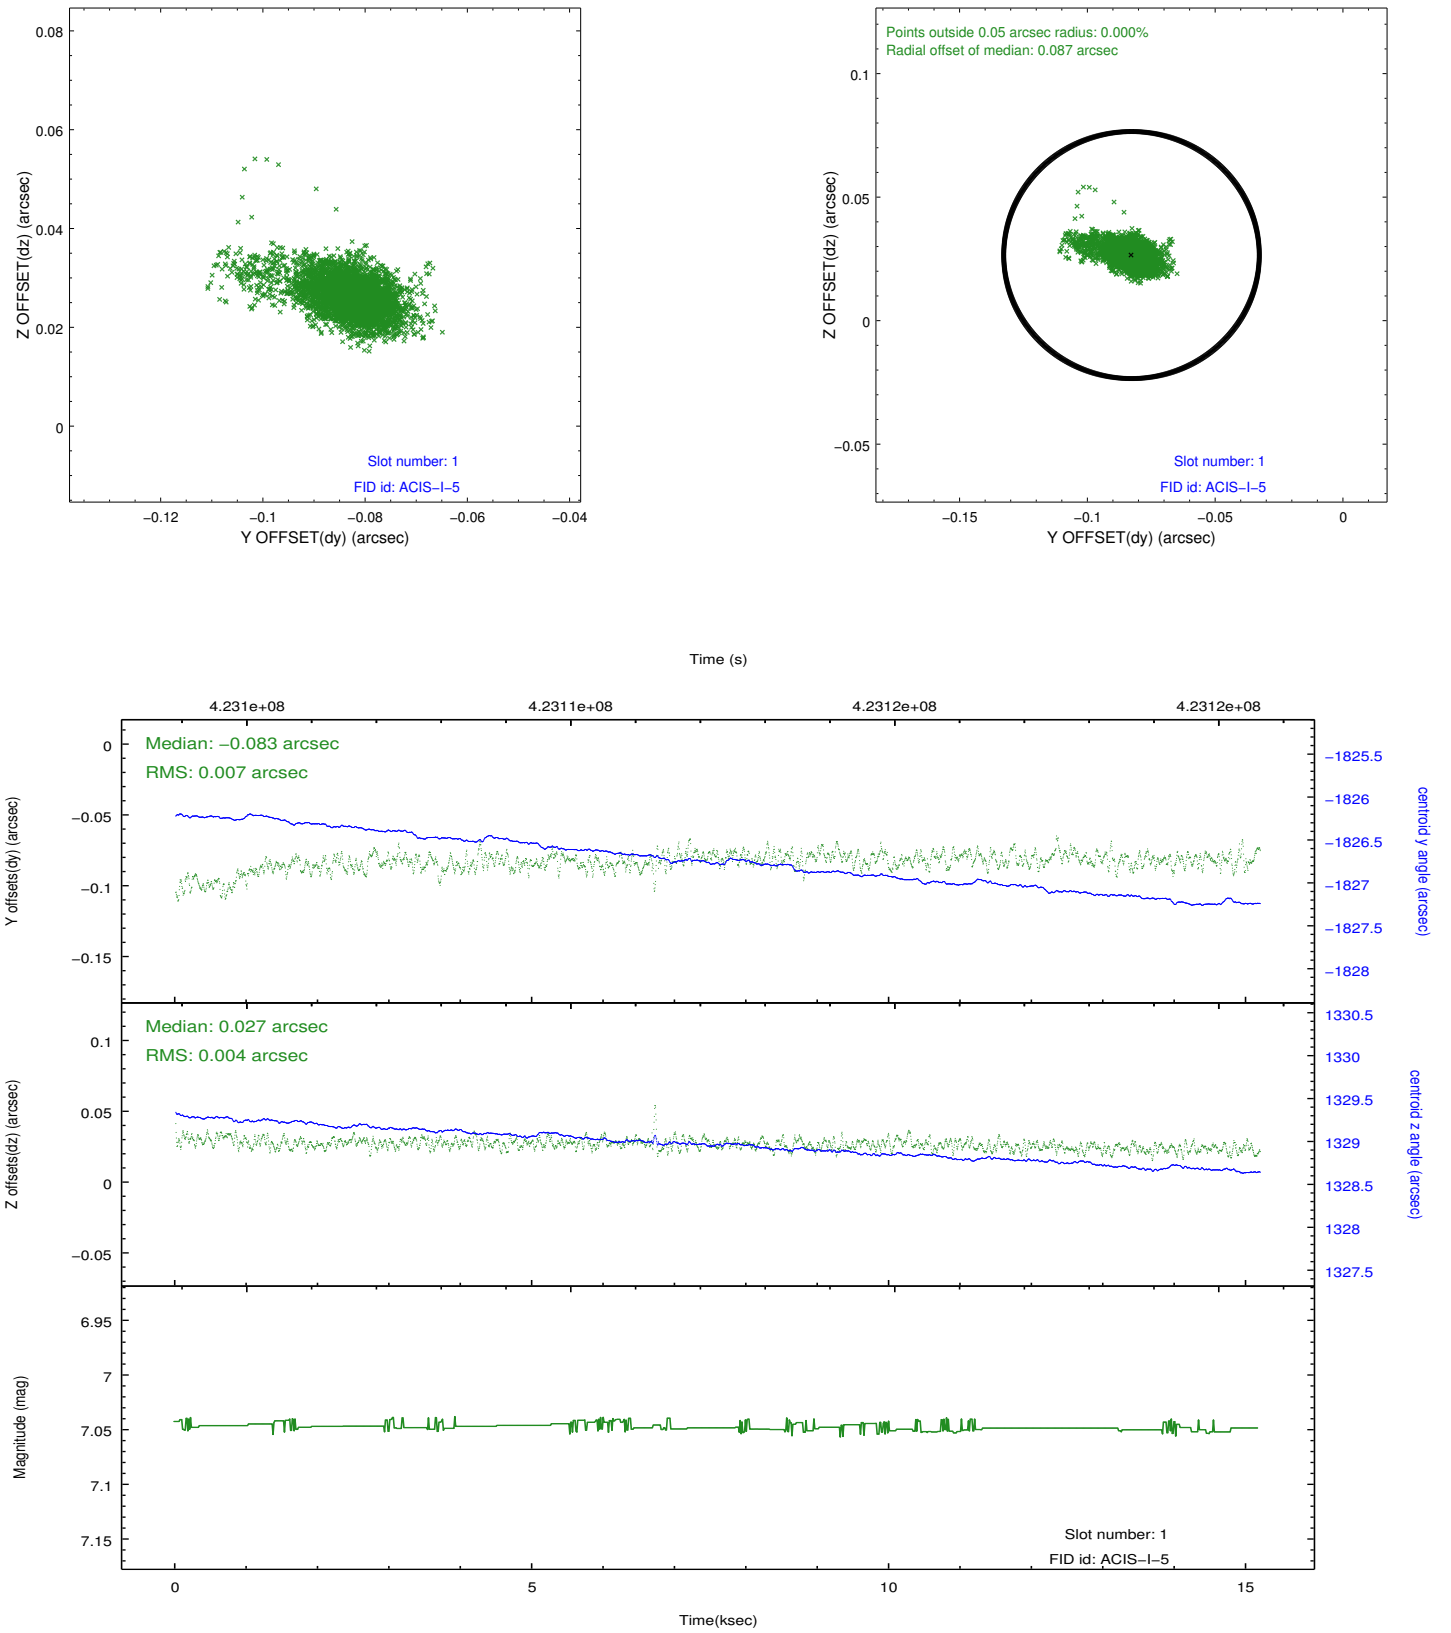 0.08
0.06
0.04
0.02
0
Z OFFSET(dz) (arcsec)
Slot number: 1
FID id: ACIS−I−5
−0.12
−0.1
−0.08
−0.06
−0.04
Y OFFSET(dy) (arcsec)
Points outside 0.05 arcsec radius: 0.000%
Radial offset of median: 0.087 arcsec
0.1
0.05
0
−0.05
Z OFFSET(dz) (arcsec)
Slot number: 1
FID id: ACIS−I−5
−0.15
−0.1
−0.05
0
Y OFFSET(dy) (arcsec)
Time (s)
4.231e+08
4.2311e+08
4.2312e+08
4.2312e+08
Median: −0.083 arcsec
RMS: 0.007 arcsec
0
−0.05
−0.1
−0.15
Y offsets(dy) (arcsec)
−1825.5
−1826
−1826.5
−1827
−1827.5
−1828
centroid y angle (arcsec)
Median: 0.027 arcsec
RMS: 0.004 arcsec
0.1
0.05
0
−0.05
Z offsets(dz) (arcsec)
1330.5
1330
1329.5
1329
1328.5
1328
1327.5
centroid z angle (arcsec)
6.95
7
7.05
7.1
7.15
Magnitude (mag)
Slot number: 1
FID id: ACIS−I−5
0
5
10
15
Time(ksec)